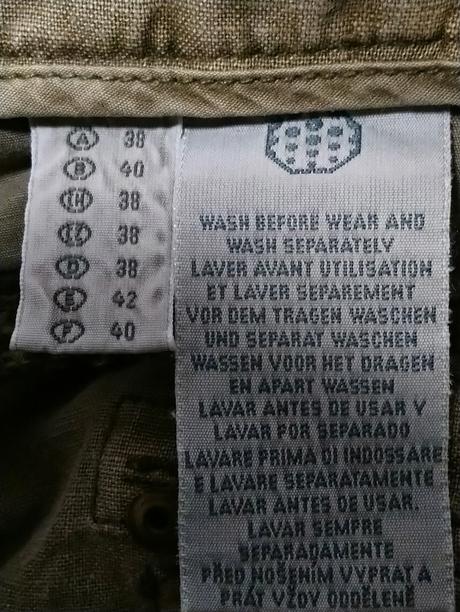 A 38
B 40
CH 38
CZ 38
D 38
E 42
F 40
WASH BEFORE WEAR AND
WASH SEPARATELY
LAVER AVANT UTILISATION
ET LAVER SEPAREMENT
VOR DEM TRAGEN WASCHEN
UND SEPARAT WASCHEN
WASSEN VOOR HET DRAGEN
EN APART WASSEN
LAVAR ANTES DE USAR Y
LAVAR POR SEPARADO
LAVARE PRIMA DI INDOSSARE
E LAVARE SEPARATAMENTE
LAVAR ANTES DE USAR.
LAVAR SEMPRE
SEPARADAMENTE
PŘED NOŠENÍM VYPRAT A
PRÁT VŽDY ODDĚLENĚ